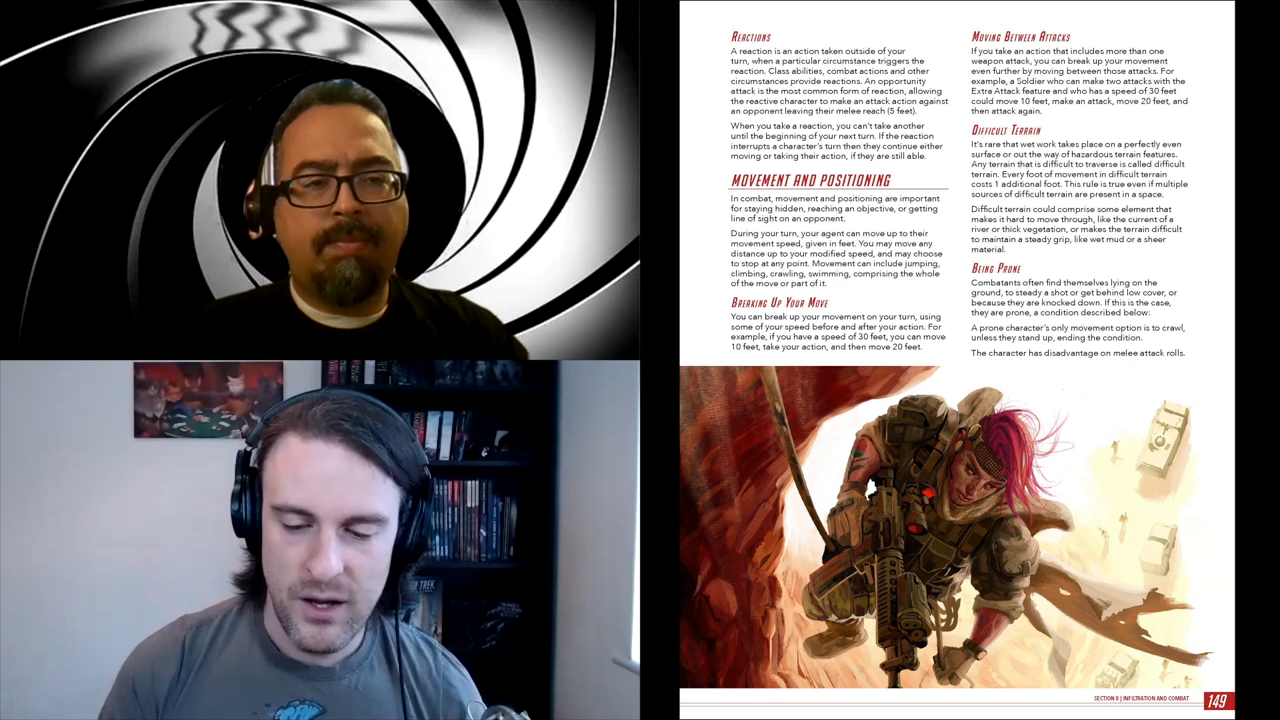 REACTIONS
A reaction is an action taken outside of your
turn, when a particular circumstance triggers the
reaction. Class abilities, combat actions and other
circumstances provide reactions. An opportunity
attack is the most common form of reaction, allowing
the reactive character to make an attack action against
an opponent leaving their melee reach (5 feet).
When you take a reaction, you can't take another
until the beginning of your next turn. If the reaction
interrupts a character's turn then they continue either
moving or taking their action, if they are still able.
MOVEMENT AND POSITIONING
In combat, movement and positioning are important
for staying hidden, reaching an objective, or getting
line of sight on an opponent.
During your turn, your agent can move up to their
movement speed, given in feet. You may move any
distance up to your modified speed, and may choose
to stop at any point. Movement can include jumping,
climbing, crawling, swimming, comprising the whole
of the move or part of it.
BREAKING UP YOUR MOVE
You can break up your movement on your turn, using
some of your speed before and after your action. For
example, if you have a speed of 30 feet, you can move
10 feet, take your action, and then move 20 feet.
MOVING BETWEEN ATTACKS
If you take an action that includes more than one
weapon attack, you can break up your movement
even further by moving between those attacks. For
example, a Soldier who can make two attacks with the
Extra Attack feature and who has a speed of 30 feet
could move 10 feet, make an attack, move 20 feet, and
then attack again.
DIFFICULT TERRAIN
It's rare that wet work takes place on a perfectly even
surface or out the way of hazardous terrain features.
Any terrain that is difficult to traverse is called difficult
terrain. Every foot of movement in difficult terrain
costs 1 additional foot. This rule is true even if multiple
sources of difficult terrain are present in a space.
Difficult terrain could comprise some element that
makes it hard to move through, like the current of a
river or thick vegetation, or makes the terrain difficult
to maintain a steady grip, like wet mud or a sheer
material.
BEING PRONE
Combatants often find themselves lying on the
ground, to steady a shot or get behind low cover, or
because they are knocked down. If this is the case,
they are prone, a condition described below:
A prone character's only movement option is to crawl,
unless they stand up, ending the condition.
The character has disadvantage on melee attack rolls.
SECTION 9 | INFILTRATION AND COMBAT
149
TREK